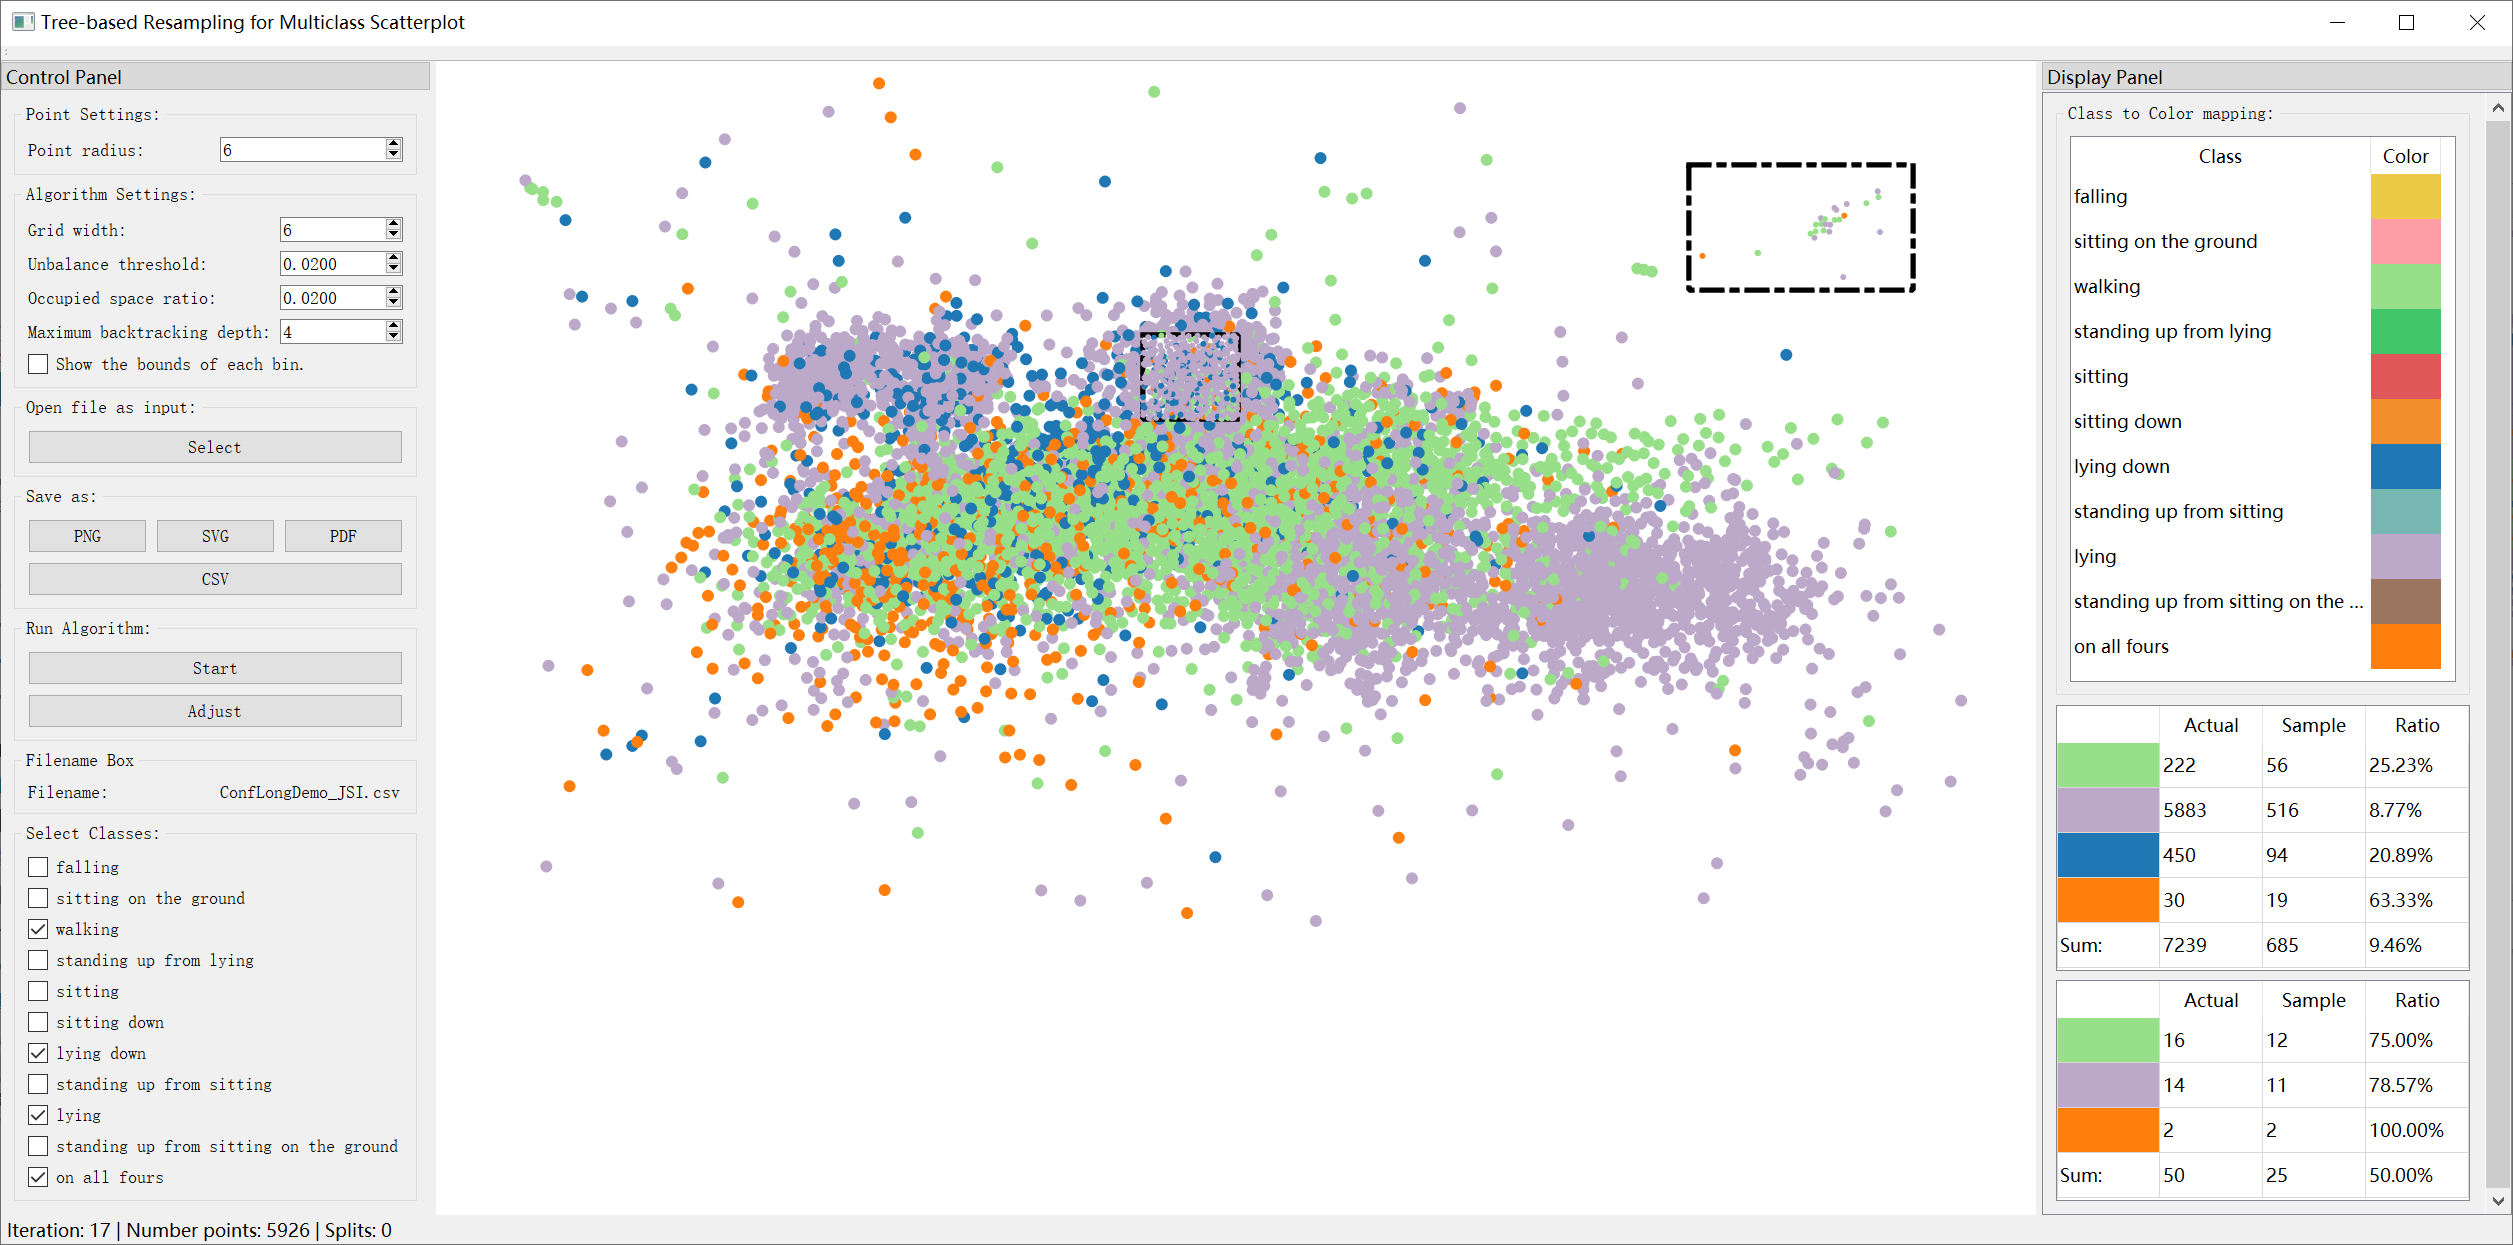 Tree-based Resampling for Multiclass Scatterplot
Control Panel
Point Settings:
Point radius: 6
Algorithm Settings:
Grid width: 6
Unbalance threshold: 0.0200
Occupied space ratio: 0.0200
Maximum backtracking depth: 4
Show the bounds of each bin.
Open file as input:
Select
Save as:
PNG SVG PDF
CSV
Run Algorithm:
Start
Adjust
Filename Box
Filename: ConfLongDemo_JSI.csv
Select Classes:
falling
sitting on the ground
walking
standing up from lying
sitting
sitting down
lying down
standing up from sitting
lying
standing up from sitting on the ground
on all fours
Iteration: 17 | Number points: 5926 | Splits: 0
Display Panel
Class to Color mapping:
Class Color
falling
sitting on the ground
walking
standing up from lying
sitting
sitting down
lying down
standing up from sitting
lying
standing up from sitting on the ...
on all fours
Actual Sample Ratio
222 56 25.23%
5883 516 8.77%
450 94 20.89%
30 19 63.33%
Sum: 7239 685 9.46%
Actual Sample Ratio
16 12 75.00%
14 11 78.57%
2 2 100.00%
Sum: 50 25 50.00%